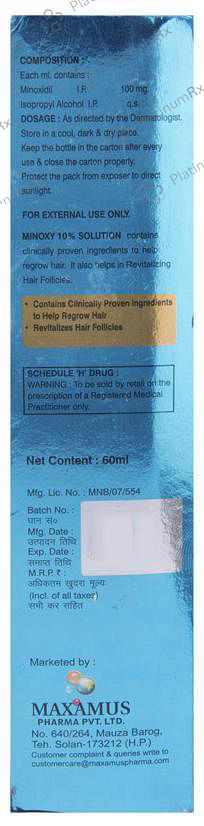 COMPOSITION :
Each ml. contains :
Minoxidil I.P. 100 mg.
Isopropyl Alcohol I.P. q.s.
DOSAGE : As directed by the Dermatologist.
Store in a cool, dark & dry place.
Keep the bottle in the carton after every
use & close the carton properly.
Protect the pack from exposer to direct
sunlight.
FOR EXTERNAL USE ONLY.
MINOXY 10% SOLUTION contains
clinically proven ingredients to help
regrow hair. It also helps in Revitalizing
Hair Follicles.
• Contains Clinically Proven Ingredients
to Help Regrow Hair
• Revitalizes Hair Follicles
SCHEDULE 'H' DRUG :
WARNING : To be sold by retail on the
prescription of a Registered Medical
Practitioner only.
Net Content : 60ml
Mfg. Lic. No. : MNB/07/554
Batch No. :
घान सं०
Mfg. Date :
उत्पादन तिथि
Exp. Date :
समाप्त तिथि
M.R.P. ₹ :
अधिकतम खुदरा मूल्य
(Incl. of all taxes)
सभी कर सहित
Marketed by :
MAXAMUS
PHARMA PVT. LTD.
No. 640/264, Mauza Barog,
Teh. Solan-173212 (H.P.)
Customer complaint & queries write to
customercare@maxamuspharma.com